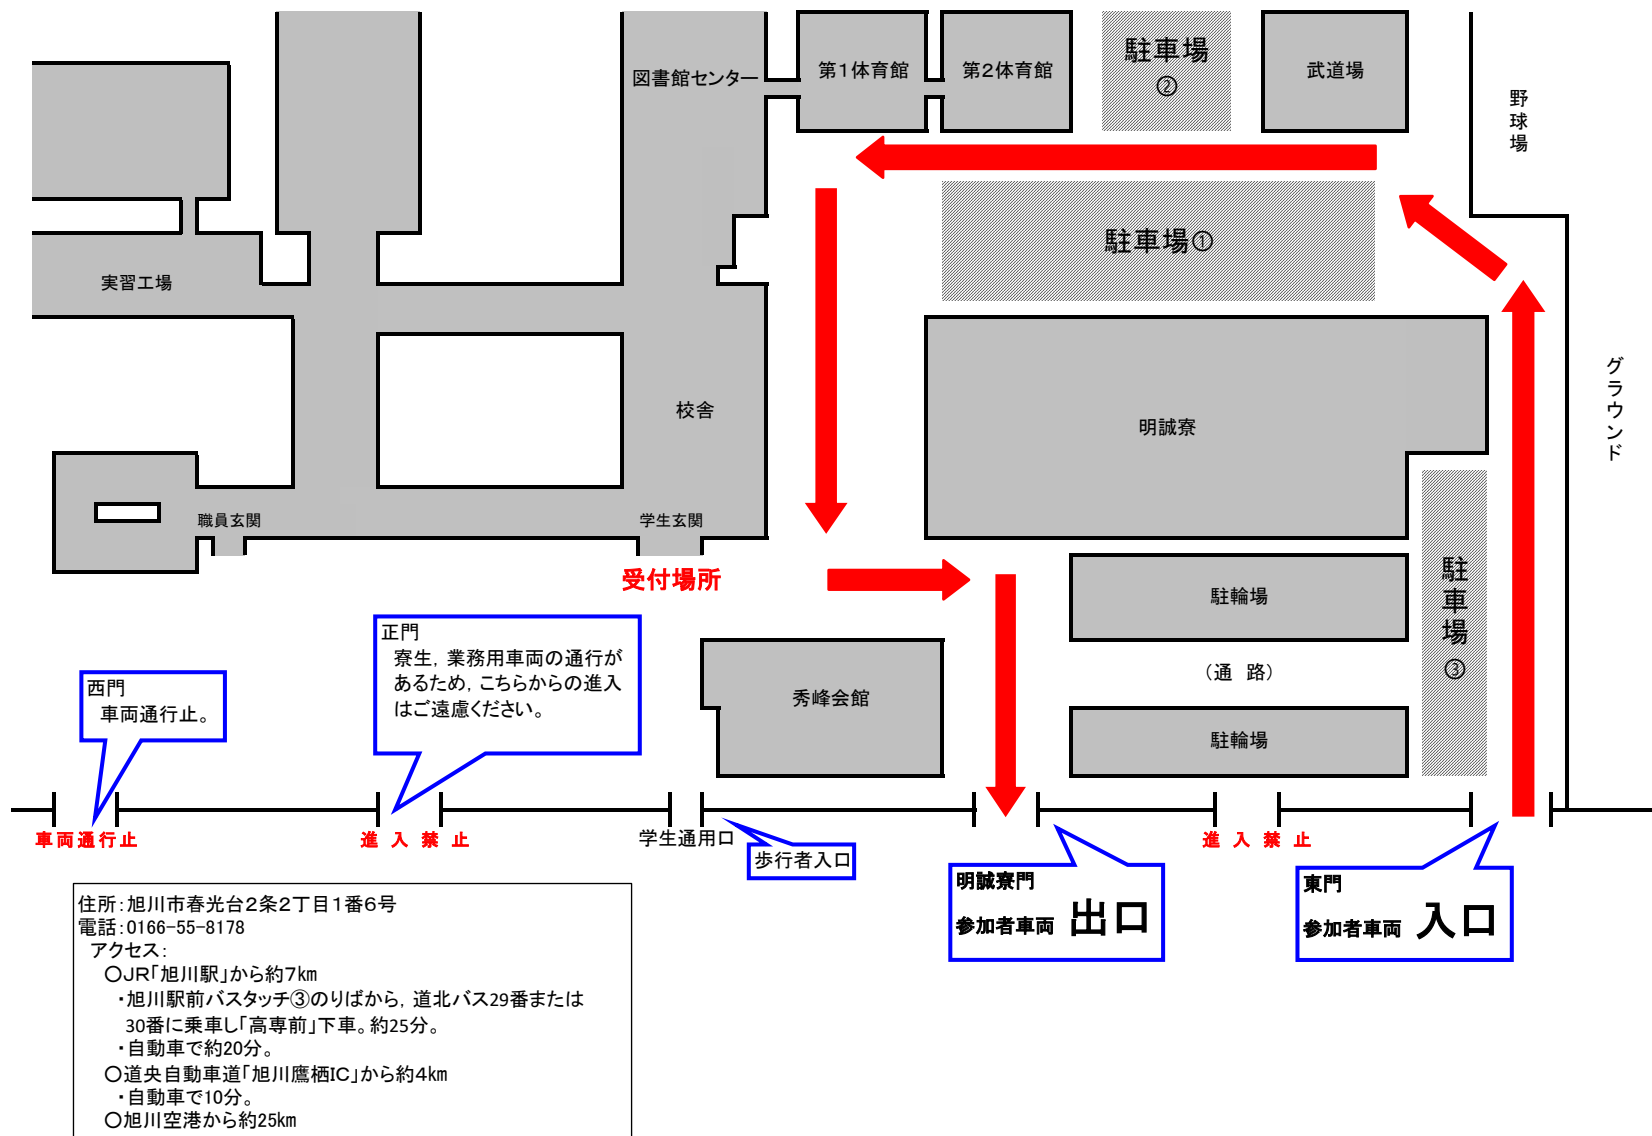 図書館センター
第1体育館
第2体育館
駐車場
②
武道場
野球場
駐車場①
実習工場
グラウンド
校舎
明誠寮
職員玄関
学生玄関
受付場所
駐輪場
駐車場③
(通 路)
正門
寮生，業務用車両の通行が
あるため，こちらからの進入
はご遠慮ください。
西門
車両通行止。
秀峰会館
駐輪場
車両通行止
進 入 禁 止
学生通用口
歩行者入口
進 入 禁 止
明誠寮門
参加者車両 出口
東門
参加者車両 入口
住所：旭川市春光台2条2丁目1番6号
電話：0166-55-8178
アクセス：
○JR「旭川駅」から約7km
・旭川駅前バスタッチ③のりばから，道北バス29番または
30番に乗車し「高専前」下車。約25分。
・自動車で約20分。
○道央自動車道「旭川鷹栖IC」から約4km
・自動車で10分。
○旭川空港から約25km